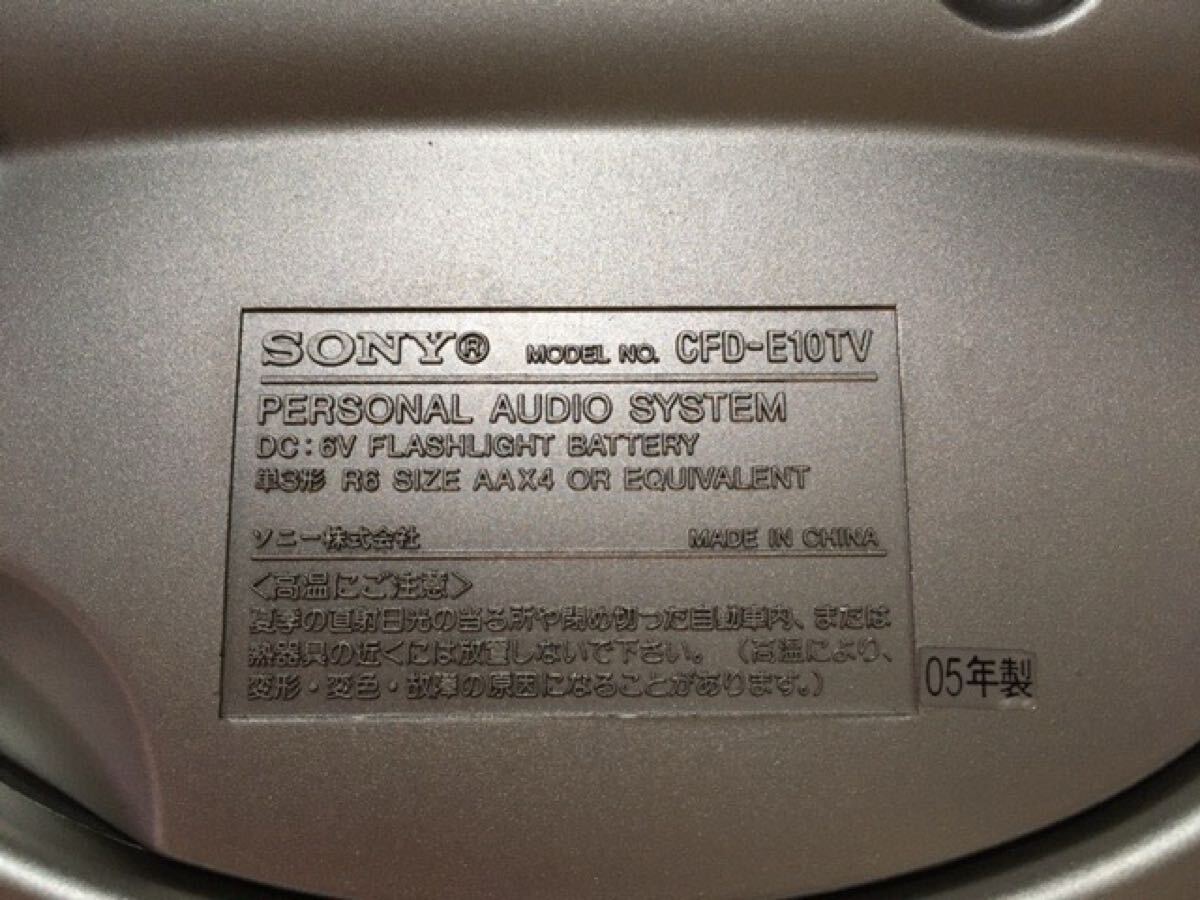 SONY® MODEL NO. CFD-E10TV
PERSONAL AUDIO SYSTEM
DC:6V FLASHLIGHT BATTERY
単3形 R6 SIZE AAX4 OR EQUIVALENT
ソニー株式会社 MADE IN CHINA
<高温にご注意>
夏季の直射日光の当る所や閉め切った自動車内、または
熱器具の近くには放置しないで下さい。(高温により、
変形・変色・故障の原因になることがあります。)
05年製